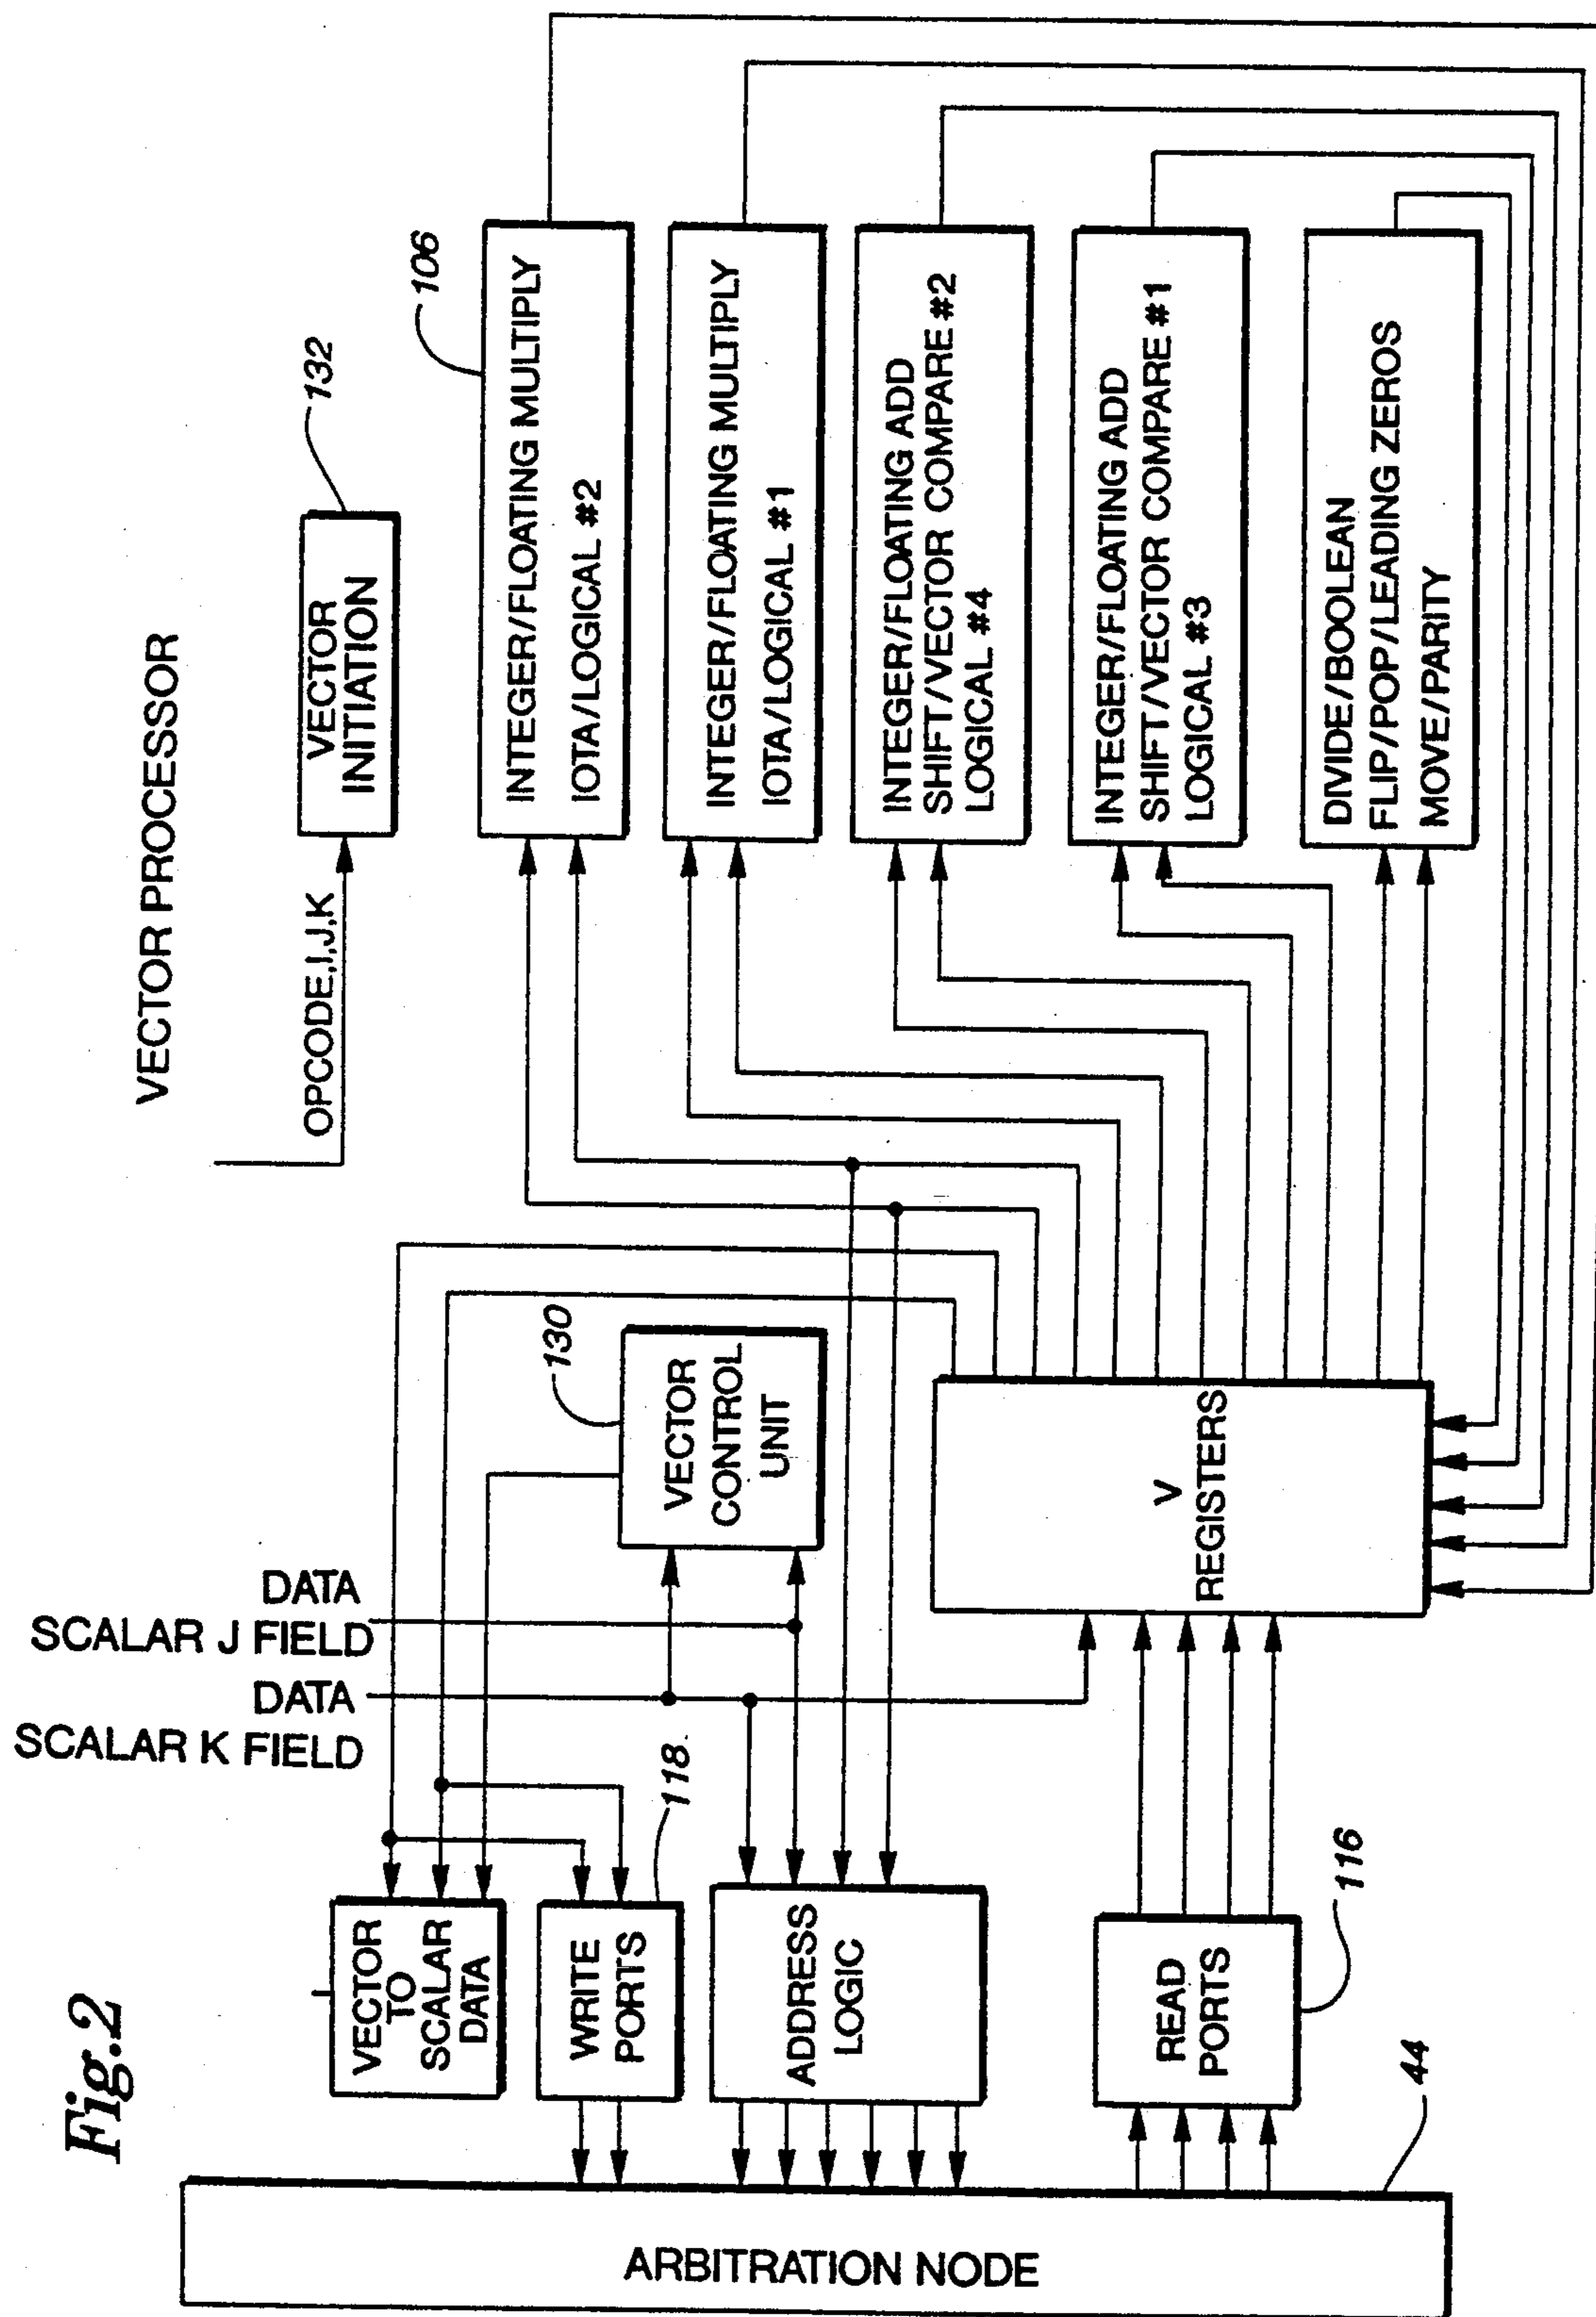 Fig.2
VECTOR PROCESSOR
OPCODE,I,J,K
VECTOR
INITIATION
132
106
INTEGER/FLOATING MULTIPLY
IOTA/LOGICAL #2
INTEGER/FLOATING MULTIPLY
IOTA/LOGICAL #1
INTEGER/FLOATING ADD
SHIFT/VECTOR COMPARE #2
LOGICAL #4
INTEGER/FLOATING ADD
SHIFT/VECTOR COMPARE #1
LOGICAL #3
DIVIDE/BOOLEAN
FLIP/POP/LEADING ZEROS
MOVE/PARITY
130
VECTOR
CONTROL
UNIT
V
REGISTERS
DATA
SCALAR J FIELD
DATA
SCALAR K FIELD
118
VECTOR
TO
SCALAR
DATA
WRITE
PORTS
ADDRESS
LOGIC
READ
PORTS
116
44
ARBITRATION NODE